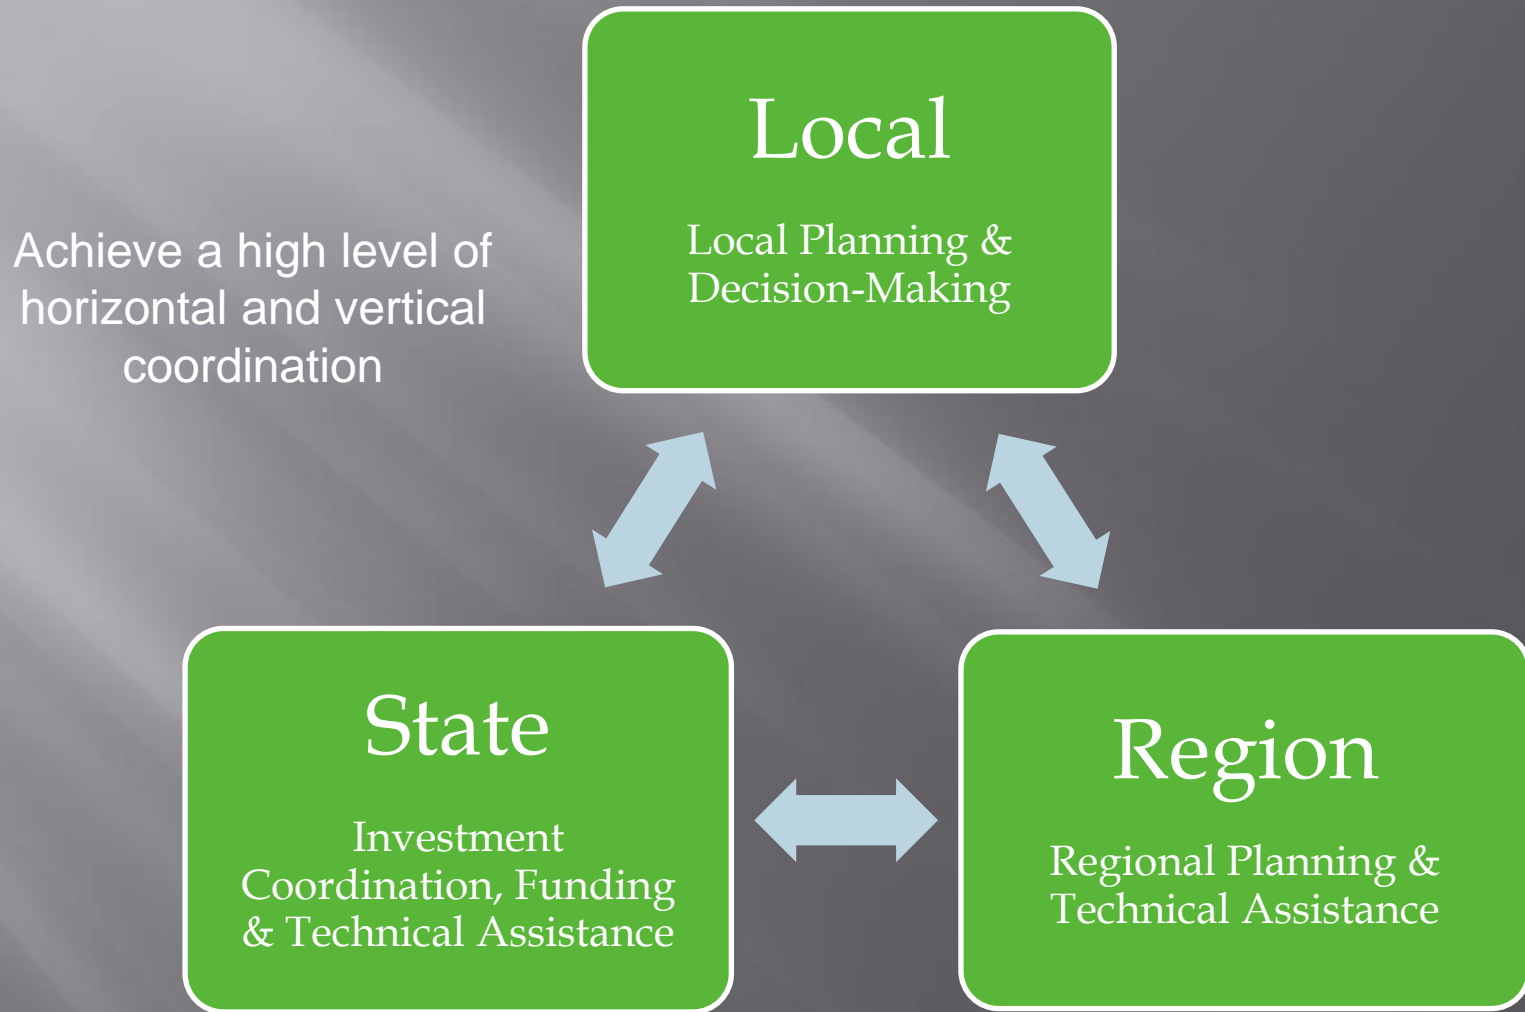 Local
Local Planning &
Decision-Making
Achieve a high level of
horizontal and vertical
coordination
State
Investment
Coordination, Funding
& Technical Assistance
Region
Regional Planning &
Technical Assistance